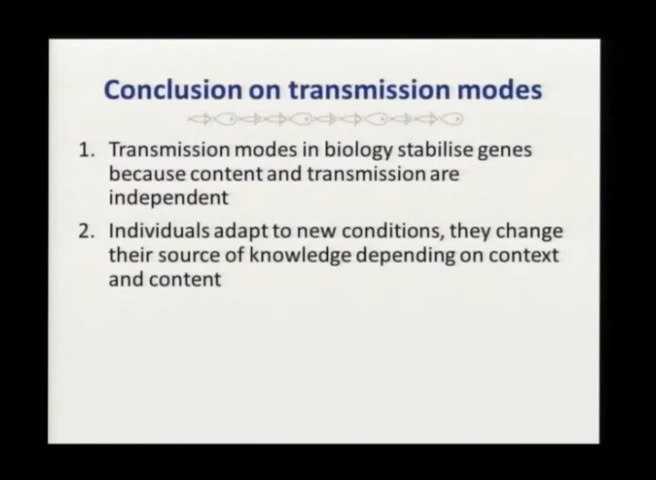 Conclusion on transmission modes
1. Transmission modes in biology stabilise genes
because content and transmission are
independent
2. Individuals adapt to new conditions, they change
their source of knowledge depending on context
and content